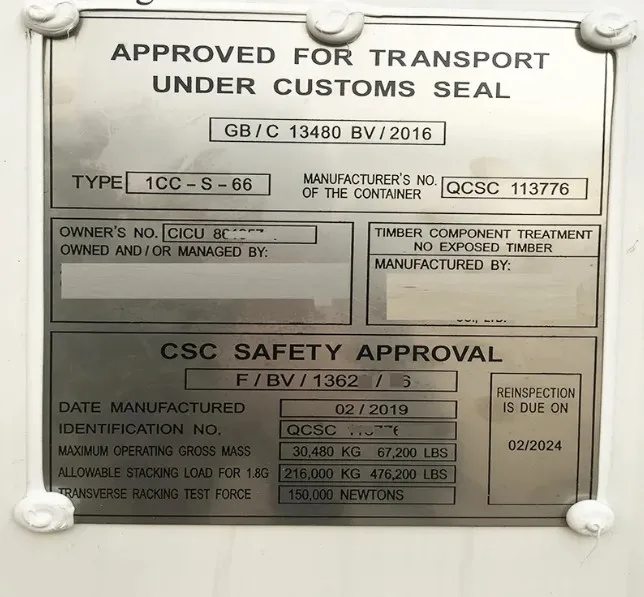 APPROVED FOR TRANSPORT
UNDER CUSTOMS SEAL
GB / C 13480 BV / 2016
TYPE 1CC - S - 66
MANUFACTURER'S NO.
OF THE CONTAINER QCSC 113776
OWNER'S NO. CICU
OWNED AND / OR MANAGED BY:
TIMBER COMPONENT TREATMENT
NO EXPOSED TIMBER
MANUFACTURED BY:
CSC SAFETY APPROVAL
F / BV / 1362
DATE MANUFACTURED 02 / 2019
IDENTIFICATION NO. QCSC
MAXIMUM OPERATING GROSS MASS 30,480 KG 67,200 LBS
ALLOWABLE STACKING LOAD FOR 1.8G 216,000 KG 476,200 LBS
TRANSVERSE RACKING TEST FORCE 150,000 NEWTONS
REINSPECTION
IS DUE ON
02/2024